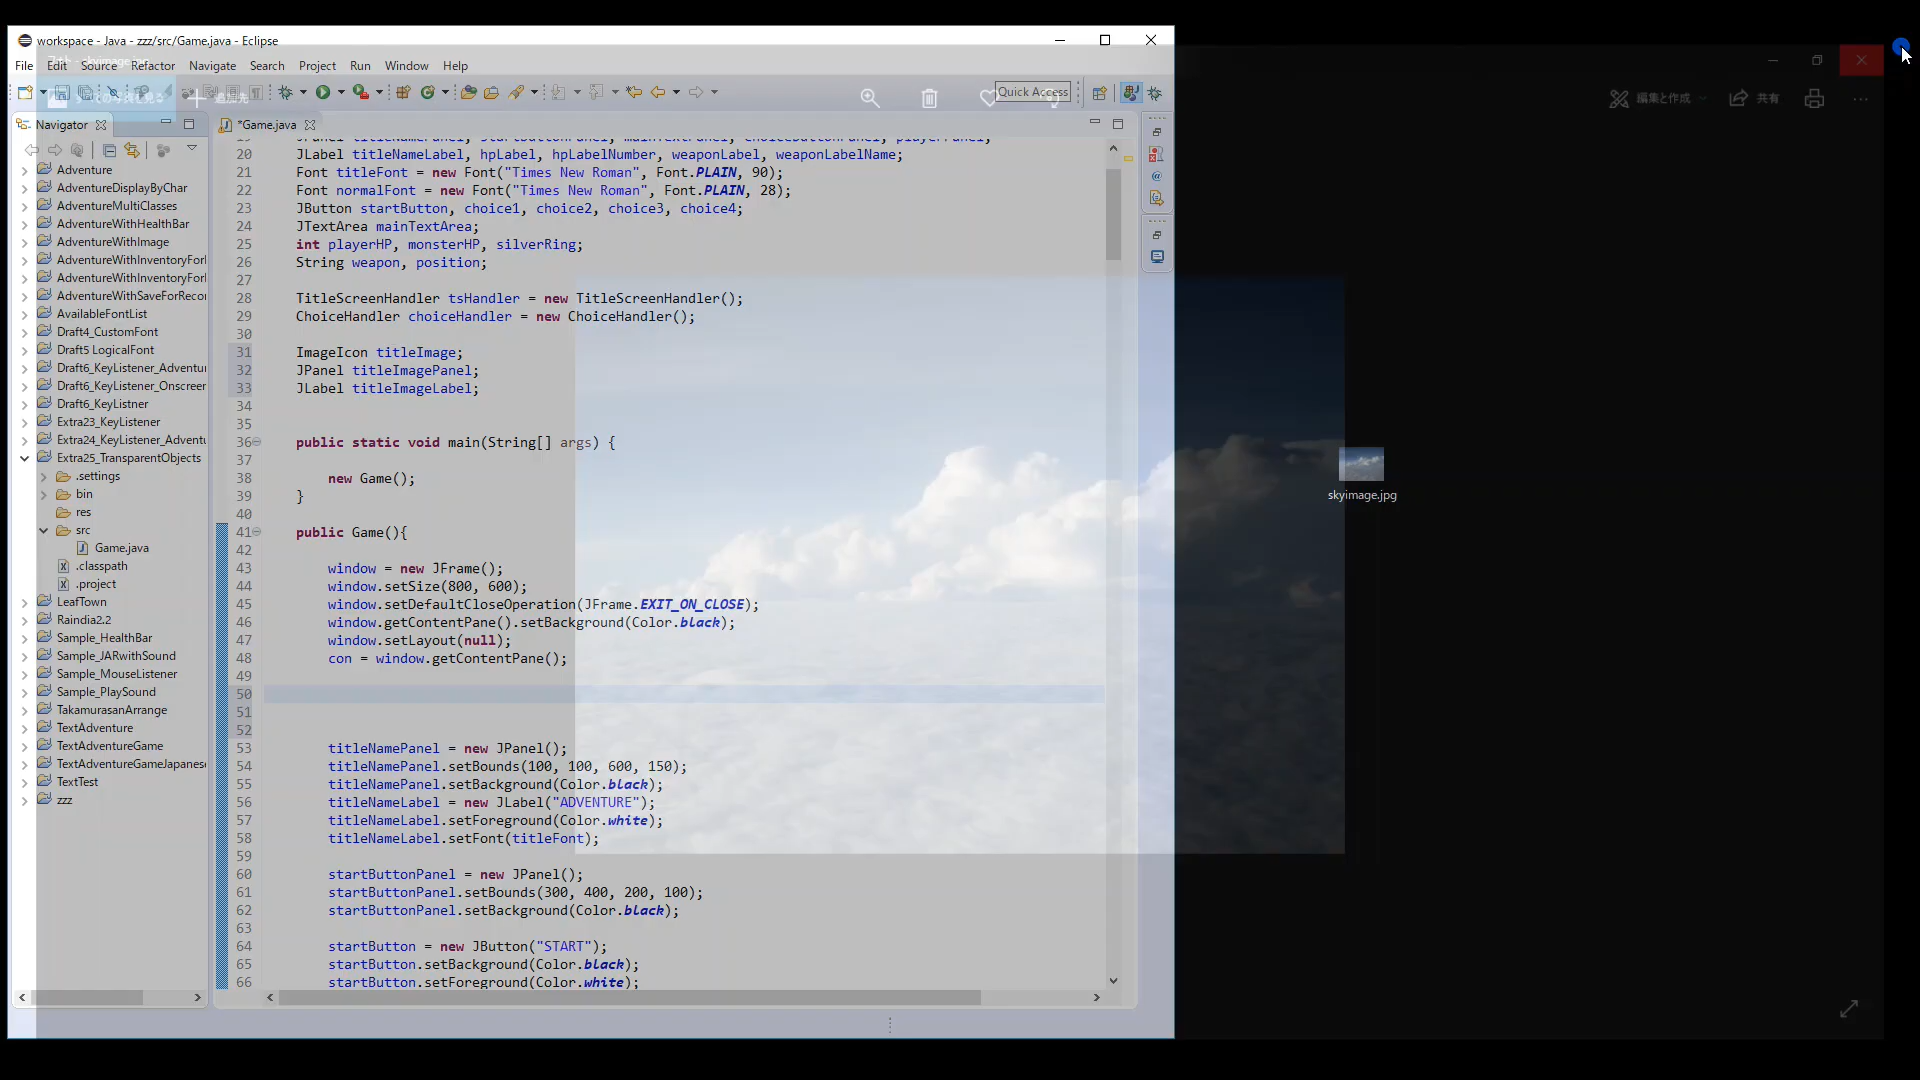 workspace - Java - zzz/src/Game.java - Eclipse
File Edit Source Refactor Navigate Search Project Run Window Help
Quick Access
編集と作成 共有
Navigator
*Game.java
Adventure
AdventureDisplayByChar
AdventureMultiClasses
AdventureWithHealthBar
AdventureWithImage
AdventureWithInventoryForl
AdventureWithInventoryForl
AdventureWithSaveForRecor
AvailableFontList
Draft4_CustomFont
Draft5 LogicalFont
Draft6_KeyListener_Adventur
Draft6_KeyListener_Onscreer
Draft6_KeyListner
Extra23_KeyListener
Extra24_KeyListener_Adventu
Extra25_TransparentObjects
.settings
bin
res
src
Game.java
.classpath
.project
LeafTown
Raindia2.2
Sample_HealthBar
Sample_JARwithSound
Sample_MouseListener
Sample_PlaySound
TakamurasanArrange
TextAdventure
TextAdventureGame
TextAdventureGameJapanes
TextTest
zzz
20 JLabel titleNameLabel, hpLabel, hpLabelNumber, weaponLabel, weaponLabelName;
21 Font titleFont = new Font("Times New Roman", Font.PLAIN, 90);
22 Font normalFont = new Font("Times New Roman", Font.PLAIN, 28);
23 JButton startButton, choice1, choice2, choice3, choice4;
24 JTextArea mainTextArea;
25 int playerHP, monsterHP, silverRing;
26 String weapon, position;
27
28 TitleScreenHandler tsHandler = new TitleScreenHandler();
29 ChoiceHandler choiceHandler = new ChoiceHandler();
30
31 ImageIcon titleImage;
32 JPanel titleImagePanel;
33 JLabel titleImageLabel;
34
35
36 public static void main(String[] args) {
37
38 new Game();
39 }
40
41 public Game(){
42
43 window = new JFrame();
44 window.setSize(800, 600);
45 window.setDefaultCloseOperation(JFrame.EXIT_ON_CLOSE);
46 window.getContentPane().setBackground(Color.black);
47 window.setLayout(null);
48 con = window.getContentPane();
49
50
51
52
53 titleNamePanel = new JPanel();
54 titleNamePanel.setBounds(100, 100, 600, 150);
55 titleNamePanel.setBackground(Color.black);
56 titleNameLabel = new JLabel("ADVENTURE");
57 titleNameLabel.setForeground(Color.white);
58 titleNameLabel.setFont(titleFont);
59
60 startButtonPanel = new JPanel();
61 startButtonPanel.setBounds(300, 400, 200, 100);
62 startButtonPanel.setBackground(Color.black);
63
64 startButton = new JButton("START");
65 startButton.setBackground(Color.black);
66 startButton.setForeground(Color.white);
skyimage.jpg